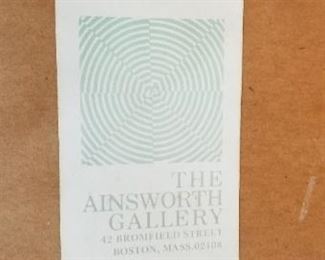 THE
AINSWORTH
GALLERY
42 BROMFIELD STREET
BOSTON, MASS. 02108